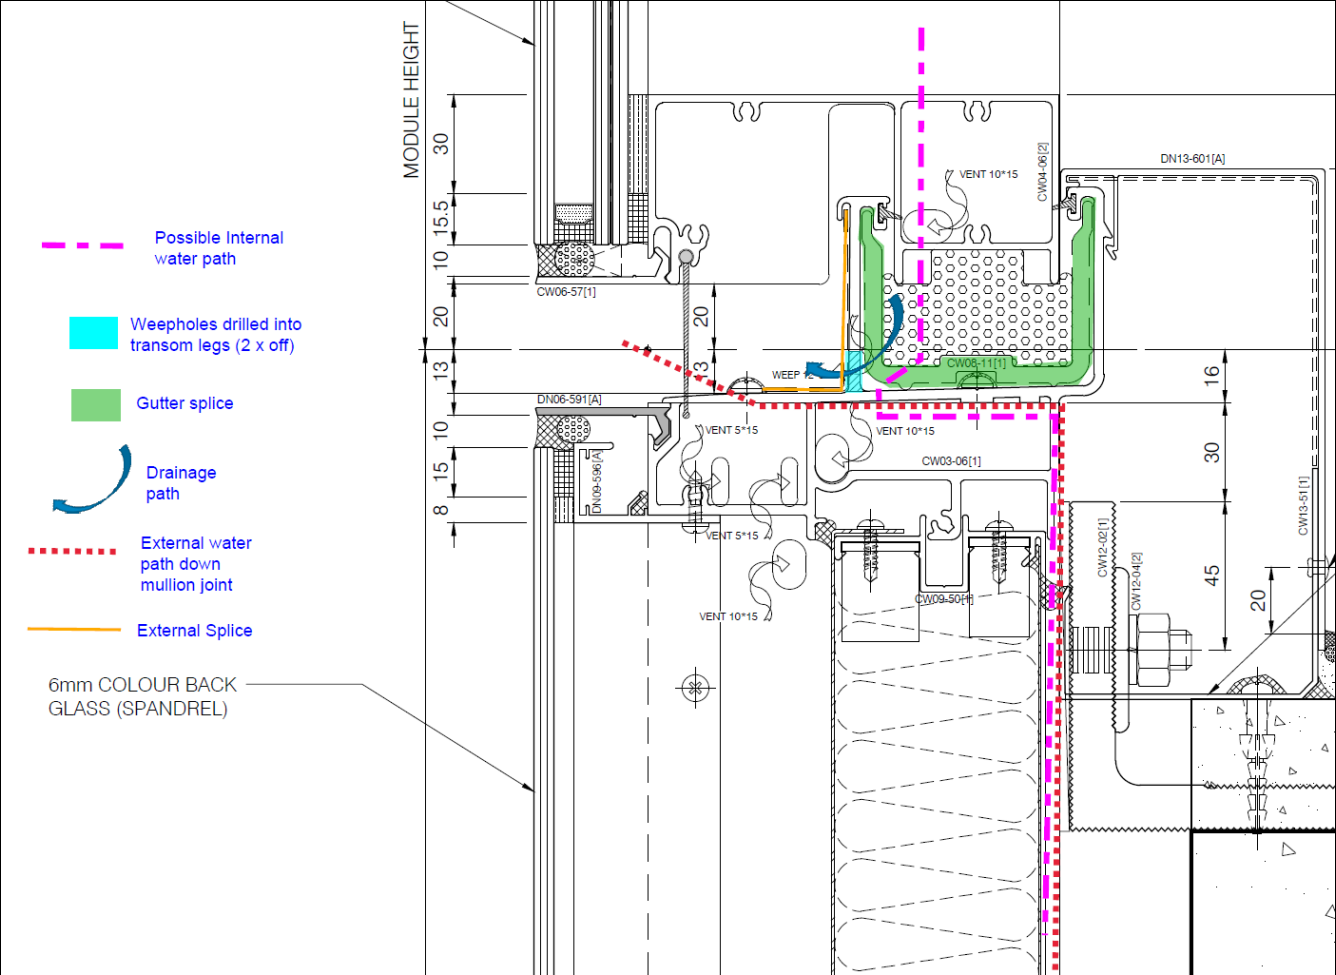 MODULE HEIGHT
30
15.5
10
20
13
10
15
8
Possible Internal
water path
Weepholes drilled into
transom legs (2 x off)
Gutter splice
Drainage
path
External water
path down
mullion joint
External Splice
6mm COLOUR BACK
GLASS (SPANDREL)
CW06-57[1]
DN06-591[A]
DN09-596[A]
20
13
WEEP
VENT 5*15
VENT 5*15
VENT 10*15
VENT 10*15
VENT 10*15
CW04-06[2]
CW08-11[1]
CW03-06[1]
CW09-50[1]
DN13-601[A]
16
30
45
20
CW12-02[1]
CW12-04[2]
CW13-51[1]